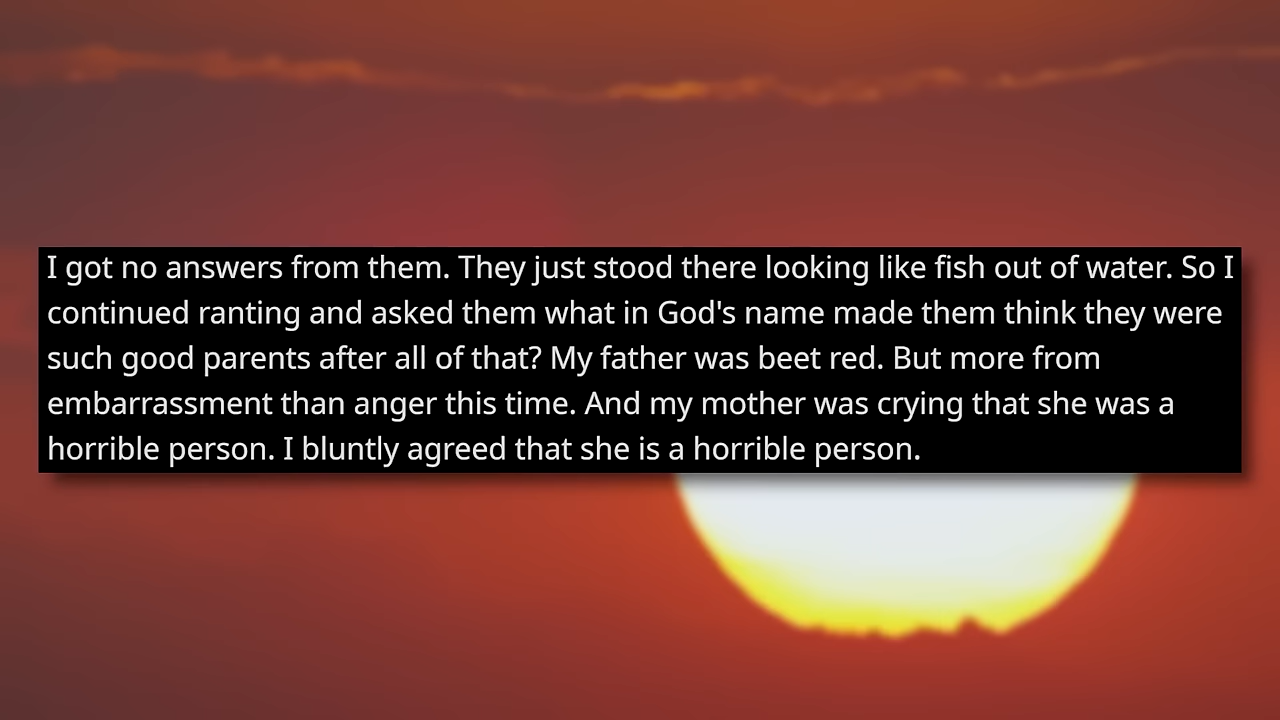 I got no answers from them. They just stood there looking like fish out of water. So I
continued ranting and asked them what in God's name made them think they were
such good parents after all of that? My father was beet red. But more from
embarrassment than anger this time. And my mother was crying that she was a
horrible person. I bluntly agreed that she is a horrible person.